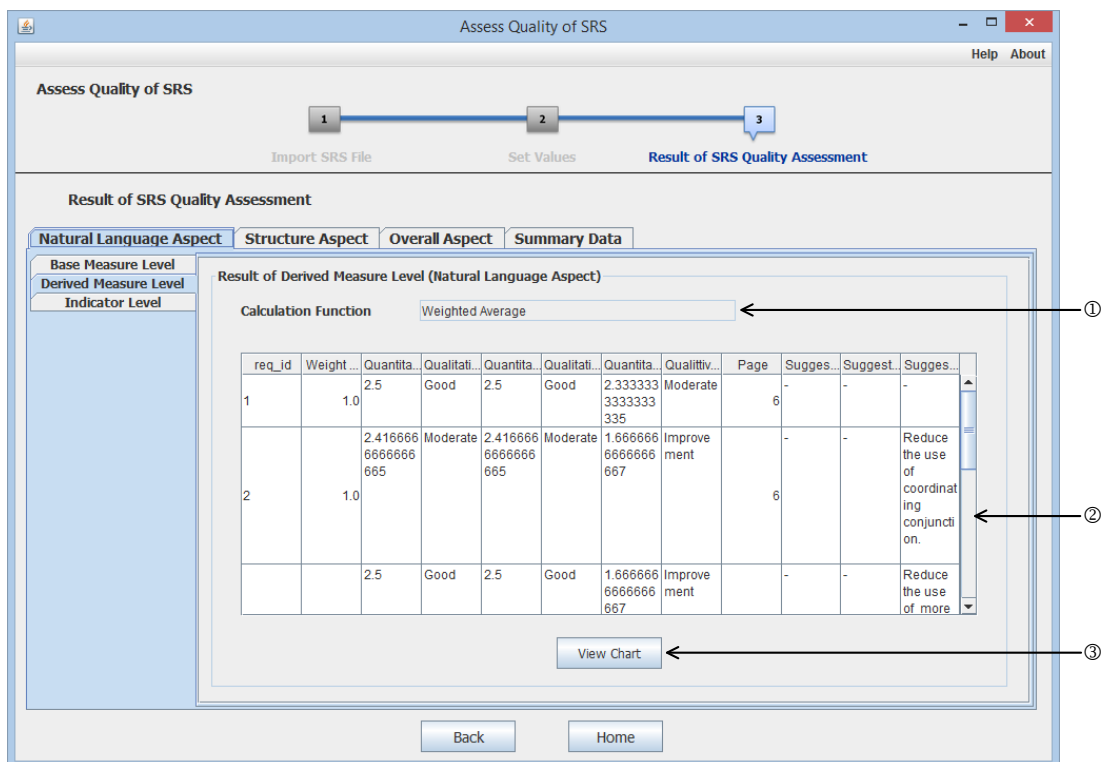 Assess Quality of SRS
Help About
Assess Quality of SRS
1 2 3
Import SRS File Set Values Result of SRS Quality Assessment
Result of SRS Quality Assessment
Natural Language Aspect Structure Aspect Overall Aspect Summary Data
Base Measure Level
Derived Measure Level
Indicator Level
Result of Derived Measure Level (Natural Language Aspect)
Calculation Function Weighted Average ①
req_id Weight ... Quantita... Qualitati... Quantita... Qualitati... Quantita... Qualittiv... Page Sugges... Suggest... Sugges...
2.5 Good 2.5 Good 2.333333 Moderate - - -
1 1.0 3333333 6
335
2.416666 Moderate 2.416666 Moderate 1.666666 Improve - - Reduce
6666666 6666666 6666666 ment the use
665 665 667 of
2 1.0 6 coordinat
ing
conjuncti ②
on.
2.5 Good 2.5 Good 1.666666 Improve - - Reduce
6666666 ment the use
667 of more
View Chart ③
Back Home